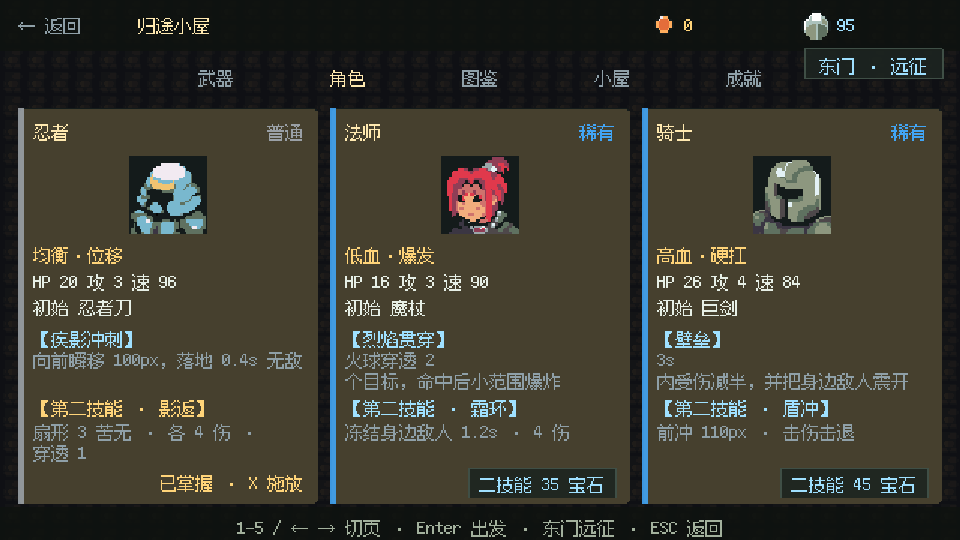 ← 返回 归途小屋 0 95
东门 · 远征
武器 角色 图鉴 小屋 成就
忍者 普通
均衡 · 位移
HP 20 攻 3 速 96
初始 忍者刀
【疾影冲刺】
向前瞬移 100px, 落地 0.4s 无敌
【第二技能 · 影返】
扇形 3 苦无 · 各 4 伤 ·
穿透 1
已掌握 · X 施放
法师 稀有
低血 · 爆发
HP 16 攻 3 速 90
初始 魔杖
【烈焰贯穿】
火球穿透 2
个目标, 命中后小范围爆炸
【第二技能 · 霜环】
冻结身边敌人 1.2s · 4 伤
二技能 35 宝石
骑士 稀有
高血 · 硬扛
HP 26 攻 4 速 84
初始 巨剑
【壁垒】
3s
内受伤减半, 并把身边敌人震开
【第二技能 · 盾冲】
前冲 110px · 击伤击退
二技能 45 宝石
1-5 / ← → 切页 · Enter 出发 · 东门远征 · ESC 返回